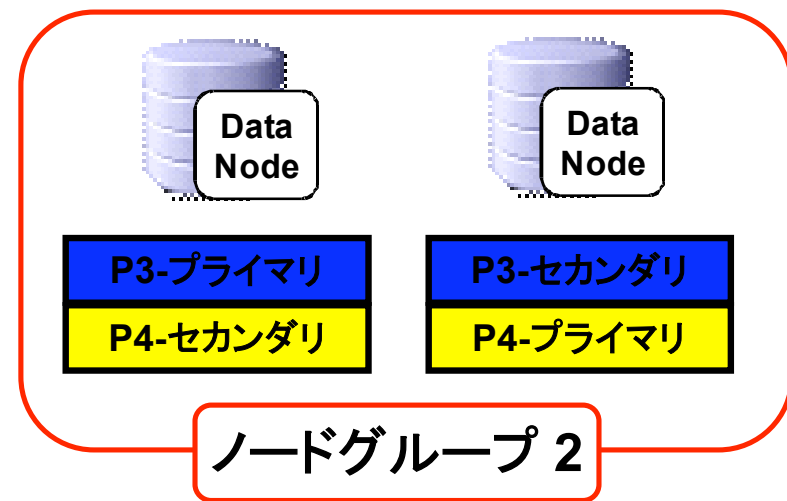 Data
Node
Data
Node
P3-プライマリ
P4-セカンダリ
P3-セカンダリ
P4-プライマリ
ノードグループ 2